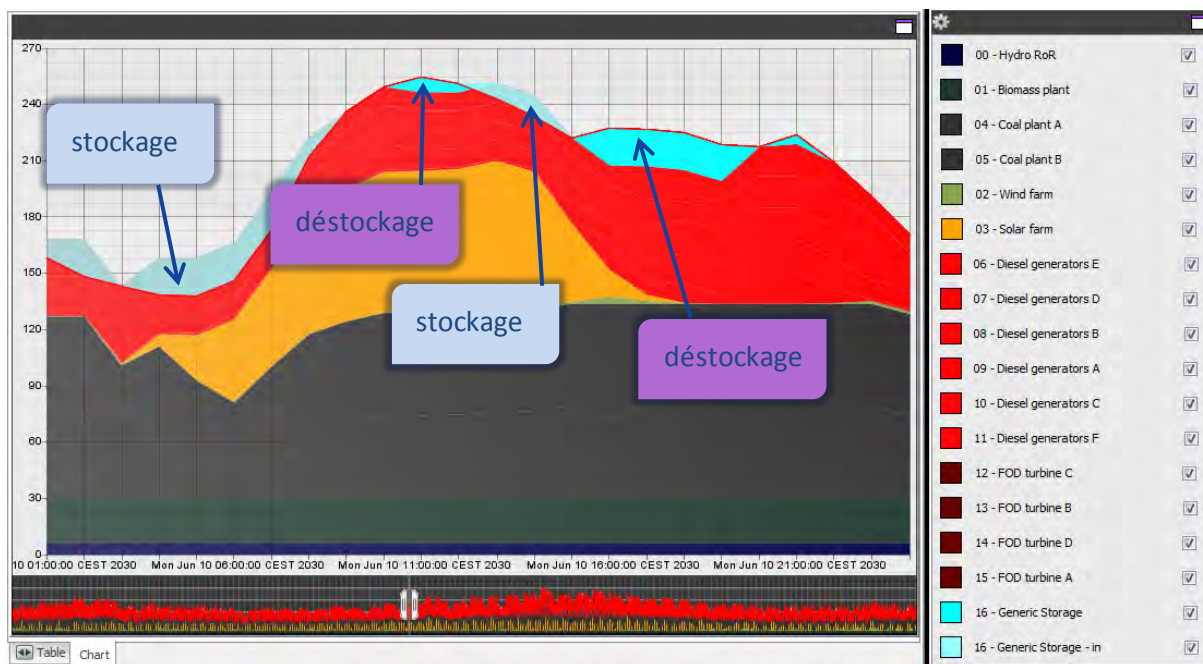 270
240
210
180
150
120
90
60
30
0
stockage
déstockage
stockage
déstockage
10 01:00:00 CEST 2030 Mon Jun 10 06:00:00 CEST 2030 Mon Jun 10 11:00:00 CEST 2030 Mon Jun 10 16:00:00 CEST 2030 Mon Jun 10 21:00:00 CEST 2030
Table Chart
00 - Hydro RoR
01 - Biomass plant
04 - Coal plant A
05 - Coal plant B
02 - Wind farm
03 - Solar farm
06 - Diesel generators E
07 - Diesel generators D
08 - Diesel generators B
09 - Diesel generators A
10 - Diesel generators C
11 - Diesel generators F
12 - FOD turbine C
13 - FOD turbine B
14 - FOD turbine D
15 - FOD turbine A
16 - Generic Storage
16 - Generic Storage - in